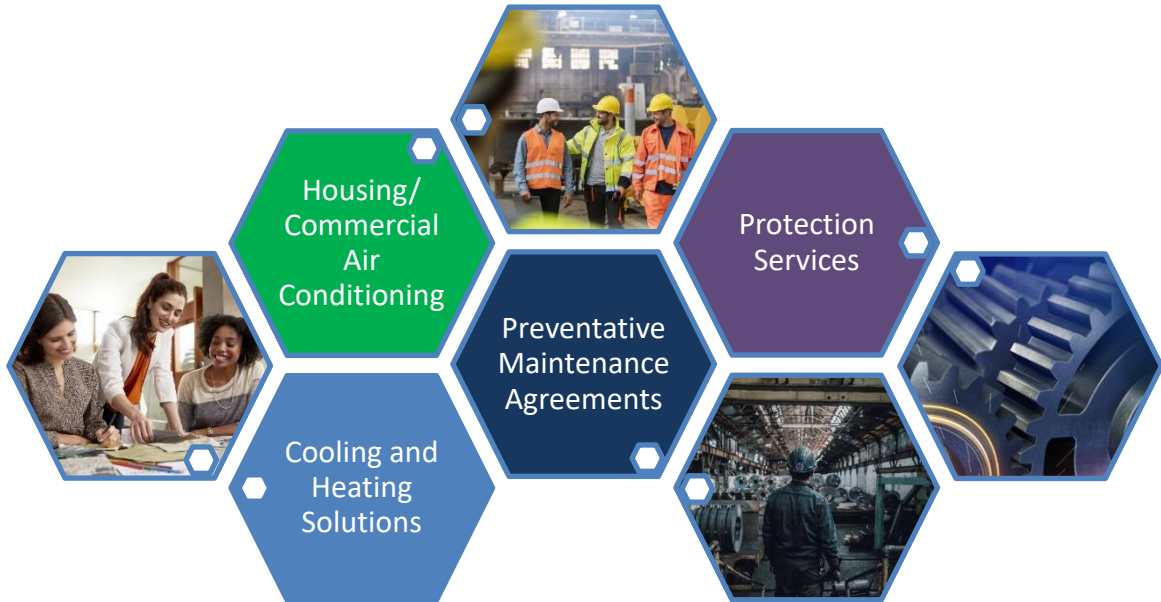 Housing/
Commercial
Air
Conditioning
Protection
Services
Preventative
Maintenance
Agreements
Cooling and
Heating
Solutions